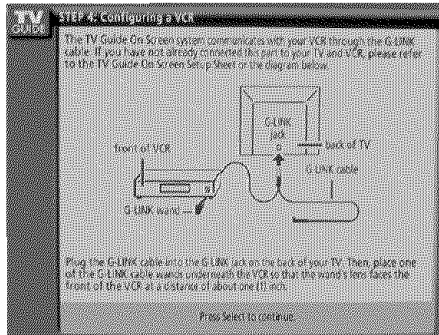 TV
GUIDE
STEP 4: Configuring a VCR
The TV Guide On Screen system communicates with your VCR through the G-LINK
cable. If you have not already connected this part to your TV and VCR, please refer
to the TV Guide On Screen Setup Sheet or the diagram below.
G-LINK
jack
front of VCR
back of TV
G-LINK cable
G-LINK wand
Plug the G-LINK cable into the G-LINK jack on the back of your TV. Then, place one
of the G-LINK cable wands underneath the VCR so that the wand's lens faces the
front of the VCR at a distance of about one (1) inch.
Press Select to continue.